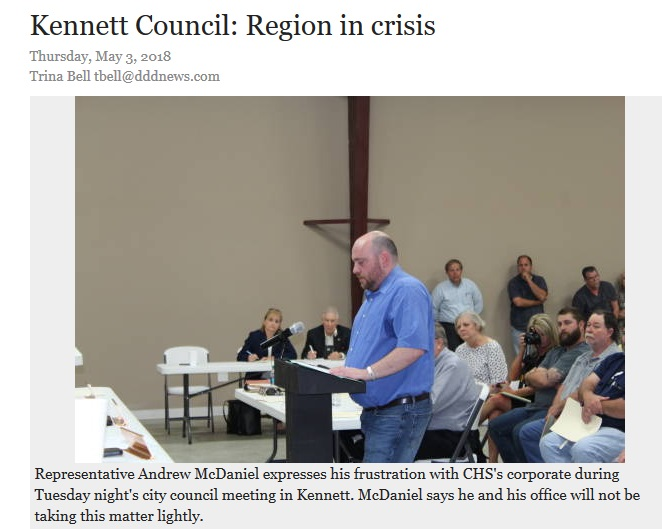 Kennett Council: Region in crisis
Thursday, May 3, 2018
Trina Bell tbell@dddnews.com
Representative Andrew McDaniel expresses his frustration with CHS's corporate during
Tuesday night's city council meeting in Kennett. McDaniel says he and his office will not be
taking this matter lightly.